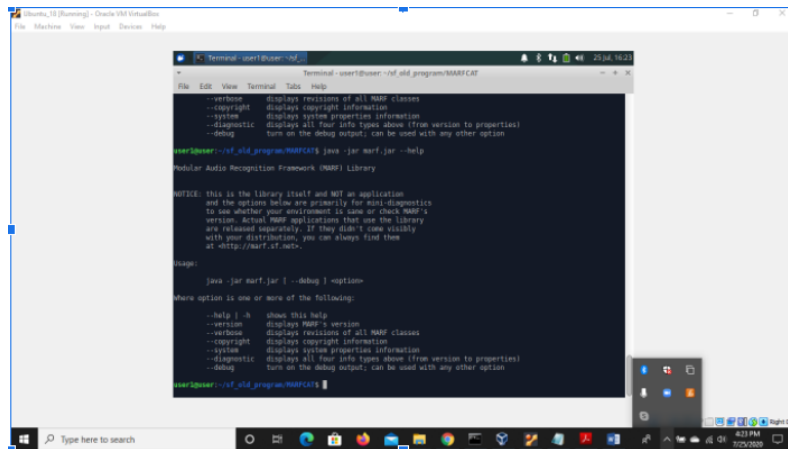 Ubuntu_18 [Running] - Oracle VM VirtualBox
File Machine View Input Devices Help
Terminal - user1@user: ~/sf_...
25 Jul, 16:23
Terminal - user1@user: ~/sf_old_program/MARFCAT
File Edit View Terminal Tabs Help
--verbose displays revisions of all MARF classes
--copyright displays copyright information
--system displays system properties information
--diagnostic displays all four info types above (from version to properties)
--debug turn on the debug output; can be used with any other option
user1@user:~/sf_old_program/MARFCAT$ java -jar marf.jar --help
Modular Audio Recognition Framework (MARF) Library
NOTICE: this is the library itself and NOT an application
and the options below are primarily for mini-diagnostics
to see whether your environment is sane or check MARF's
version. Actual MARF applications that use the library
are released separately. If they didn't come visibly
with your distribution, you can always find them
at <http://marf.sf.net>.
Usage:
java -jar marf.jar [ --debug ] <option>
Where option is one or more of the following:
--help | -h shows this help
--version displays MARF's version
--verbose displays revisions of all MARF classes
--copyright displays copyright information
--system displays system properties information
--diagnostic displays all four info types above (from version to properties)
--debug turn on the debug output; can be used with any other option
user1@user:~/sf_old_program/MARFCAT$
Right
Type here to search
4:23 PM
7/25/2020